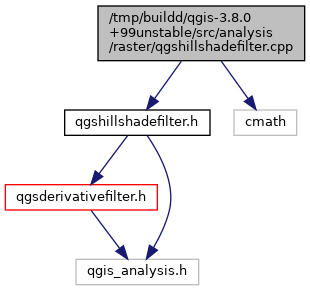 /tmp/buildd/qgis-3.8.0
+99unstable/src/analysis
/raster/qgshillshadefilter.cpp
qgshillshadefilter.h
cmath
qgsderivativefilter.h
qgis_analysis.h